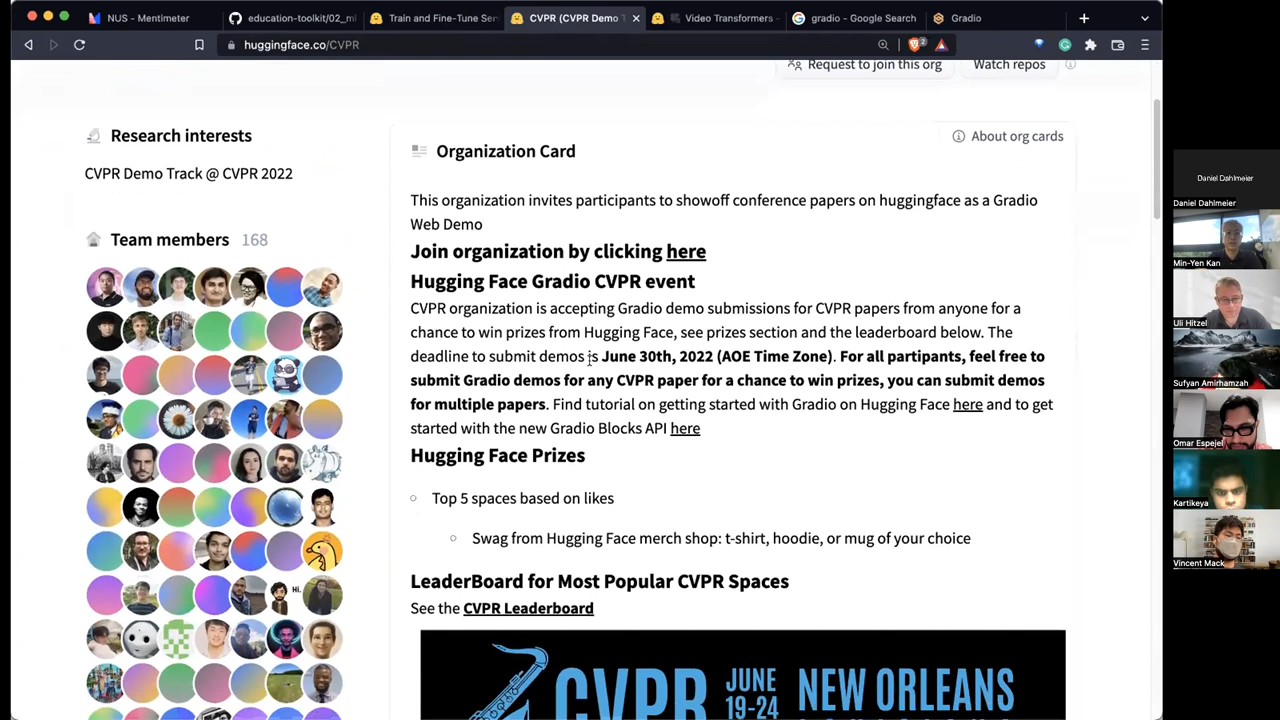 NUS - Mentimeter
education-toolkit/02_ml
Train and Fine-Tune Sen
CVPR (CVPR Demo T
Video Transformers -
gradio - Google Search
Gradio
huggingface.co/CVPR
2
Request to join this org
Watch repos
Research interests
CVPR Demo Track @ CVPR 2022
Team members 168
Organization Card
About org cards
This organization invites participants to showoff conference papers on huggingface as a Gradio
Web Demo
Join organization by clicking here
Hugging Face Gradio CVPR event
CVPR organization is accepting Gradio demo submissions for CVPR papers from anyone for a
chance to win prizes from Hugging Face, see prizes section and the leaderboard below. The
deadline to submit demos is June 30th, 2022 (AOE Time Zone). For all partipants, feel free to
submit Gradio demos for any CVPR paper for a chance to win prizes, you can submit demos
for multiple papers. Find tutorial on getting started with Gradio on Hugging Face here and to get
started with the new Gradio Blocks API here
Hugging Face Prizes
Top 5 spaces based on likes
Swag from Hugging Face merch shop: t-shirt, hoodie, or mug of your choice
LeaderBoard for Most Popular CVPR Spaces
See the CVPR Leaderboard
Hi.
CVPR
JUNE
19-24
NEW ORLEANS
Daniel Dahlmeier
Daniel Dahlmeier
Min-Yen Kan
Uli Hitzel
Sufyan Amirhamzah
Omar Espejel
Kartikeya
Vincent Mack